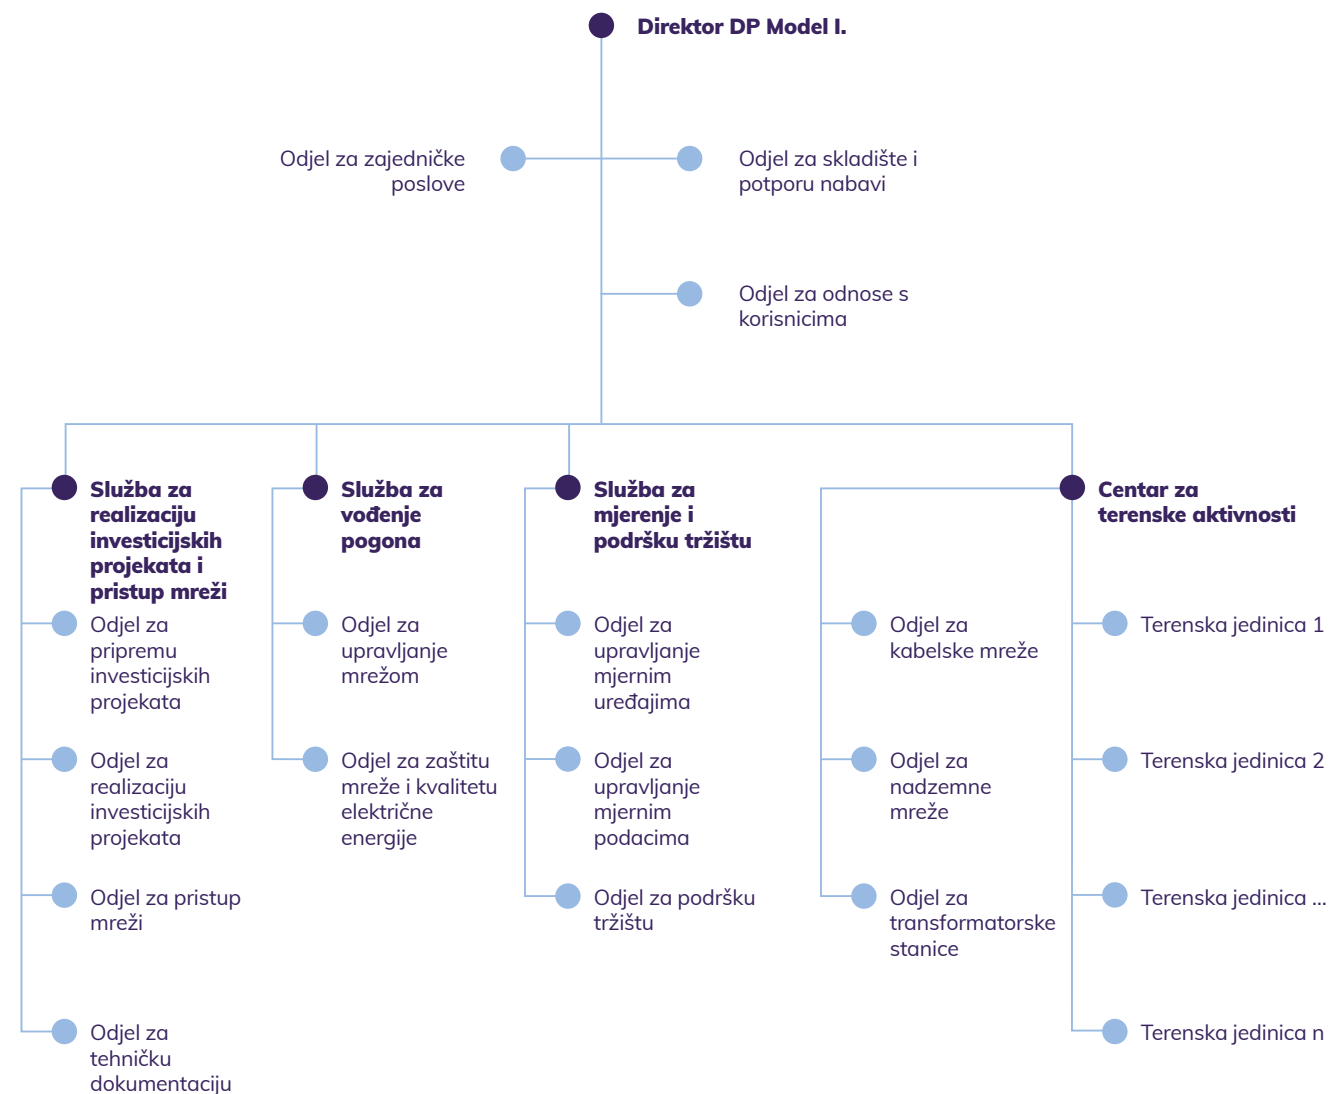 Direktor DP Model I.
Odjel za zajedničke
poslove
Odjel za skladište i
potporu nabavi
Odjel za odnose s
korisnicima
Služba za
realizaciju
investicijskih
projekata i
pristup mreži
Odjel za
pripremu
investicijskih
projekata
Odjel za
realizaciju
investicijskih
projekata
Odjel za pristup
mreži
Odjel za
tehničku
dokumentaciju
Služba za
vođenje
pogona
Odjel za
upravljanje
mrežom
Odjel za zaštitu
mreže i kvalitetu
električne
energije
Služba za
mjerenje i
podršku tržištu
Odjel za
upravljanje
mjernim
uređajima
Odjel za
upravljanje
mjernim
podacima
Odjel za podršku
tržištu
Centar za
terenske aktivnosti
Odjel za
kabelske mreže
Odjel za
nadzemne
mreže
Odjel za
transformatorske
stanice
Terenska jedinica 1
Terenska jedinica 2
Terenska jedinica ...
Terenska jedinica n